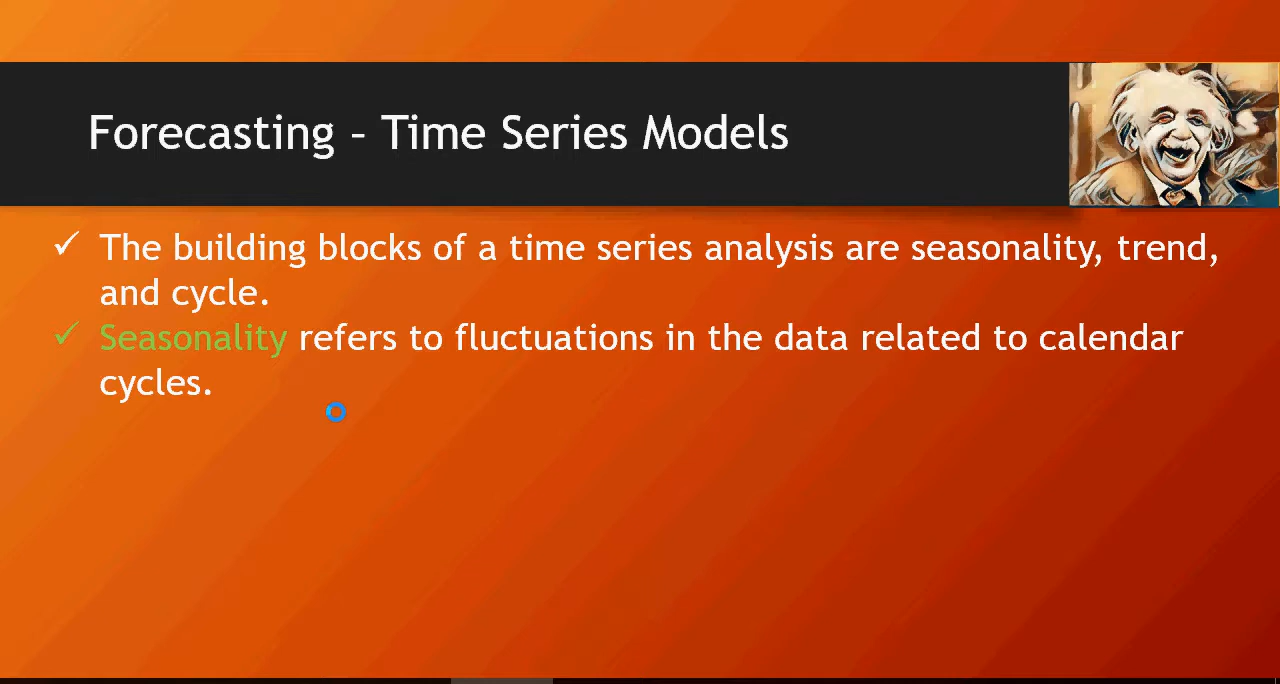 Forecasting – Time Series Models
✓ The building blocks of a time series analysis are seasonality, trend,
and cycle.
✓ Seasonality refers to fluctuations in the data related to calendar
cycles.